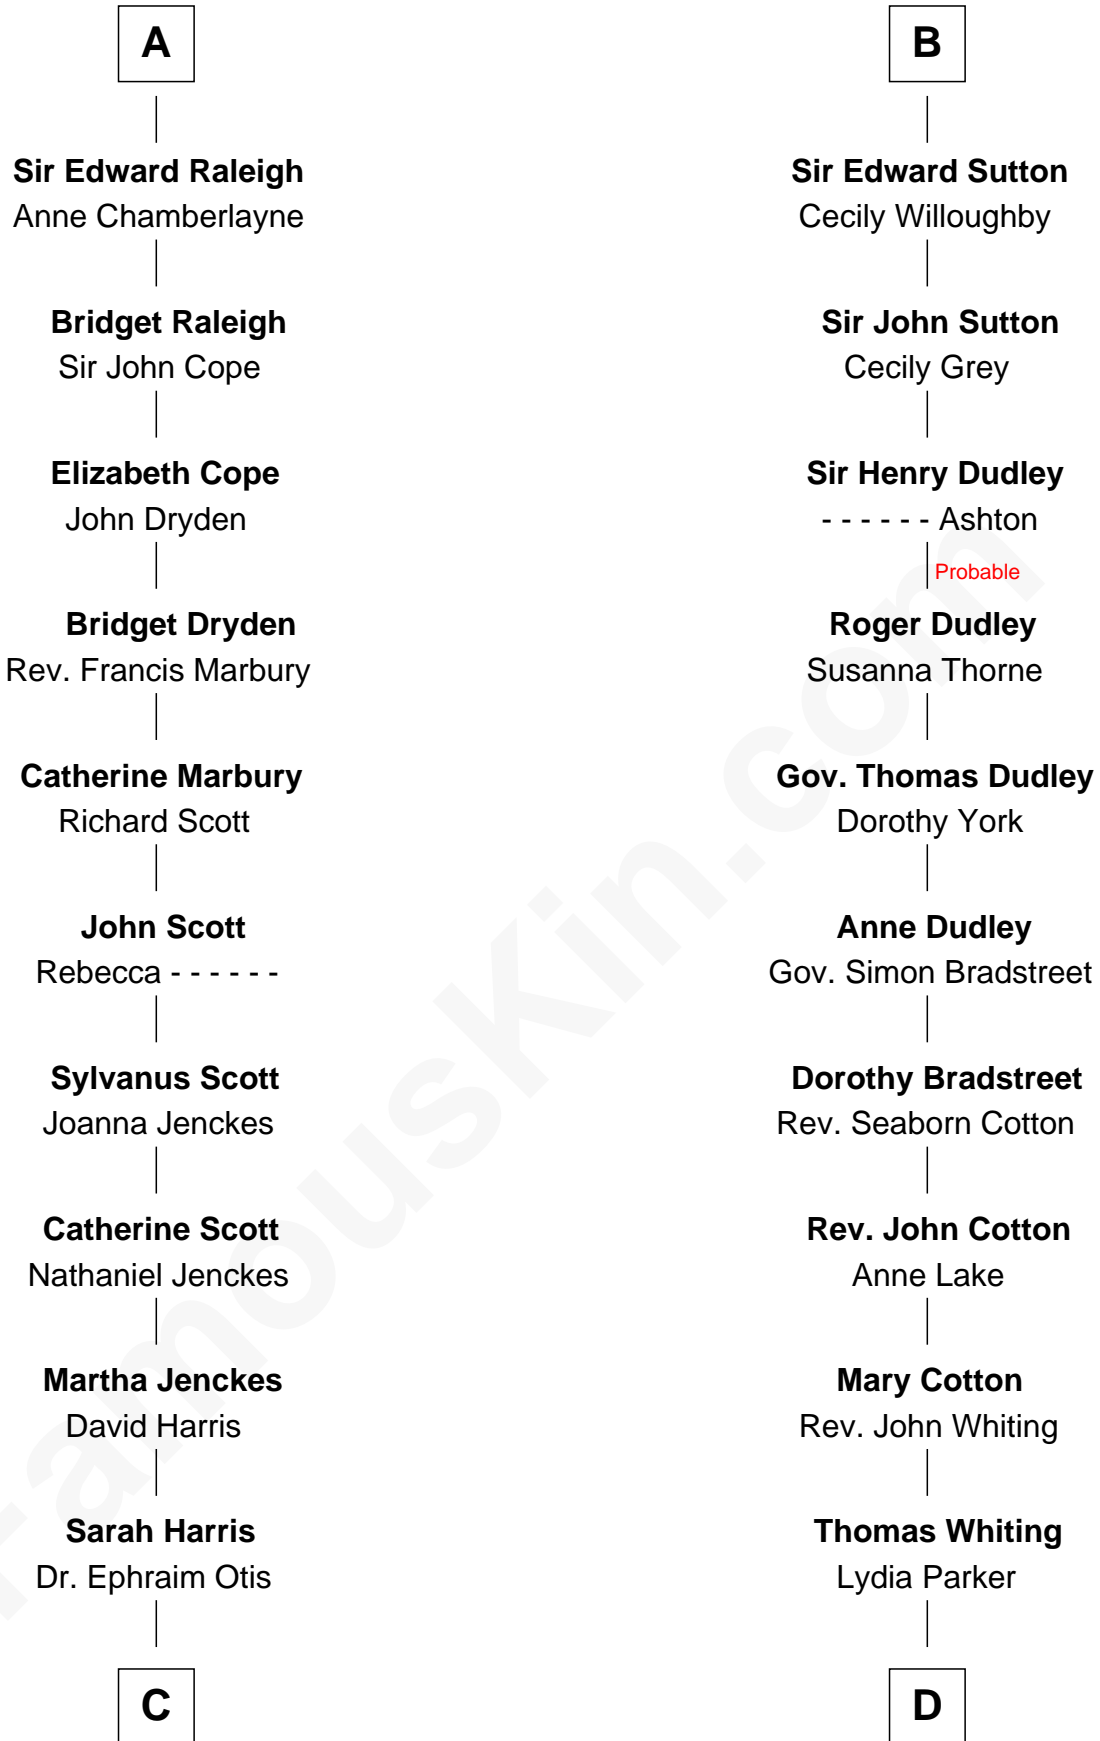 A
Sir Edward Raleigh
Anne Chamberlayne
Bridget Raleigh
Sir John Cope
Elizabeth Cope
John Dryden
Bridget Dryden
Rev. Francis Marbury
Catherine Marbury
Richard Scott
John Scott
Rebecca - - - - - -
Sylvanus Scott
Joanna Jenckes
Catherine Scott
Nathaniel Jenckes
Martha Jenckes
David Harris
Sarah Harris
Dr. Ephraim Otis
C
B
Sir Edward Sutton
Cecily Willoughby
Sir John Sutton
Cecily Grey
Sir Henry Dudley
- - - - - - Ashton
Probable
Roger Dudley
Susanna Thorne
Gov. Thomas Dudley
Dorothy York
Anne Dudley
Gov. Simon Bradstreet
Dorothy Bradstreet
Rev. Seaborn Cotton
Rev. John Cotton
Anne Lake
Mary Cotton
Rev. John Whiting
Thomas Whiting
Lydia Parker
D
FamousKin.com